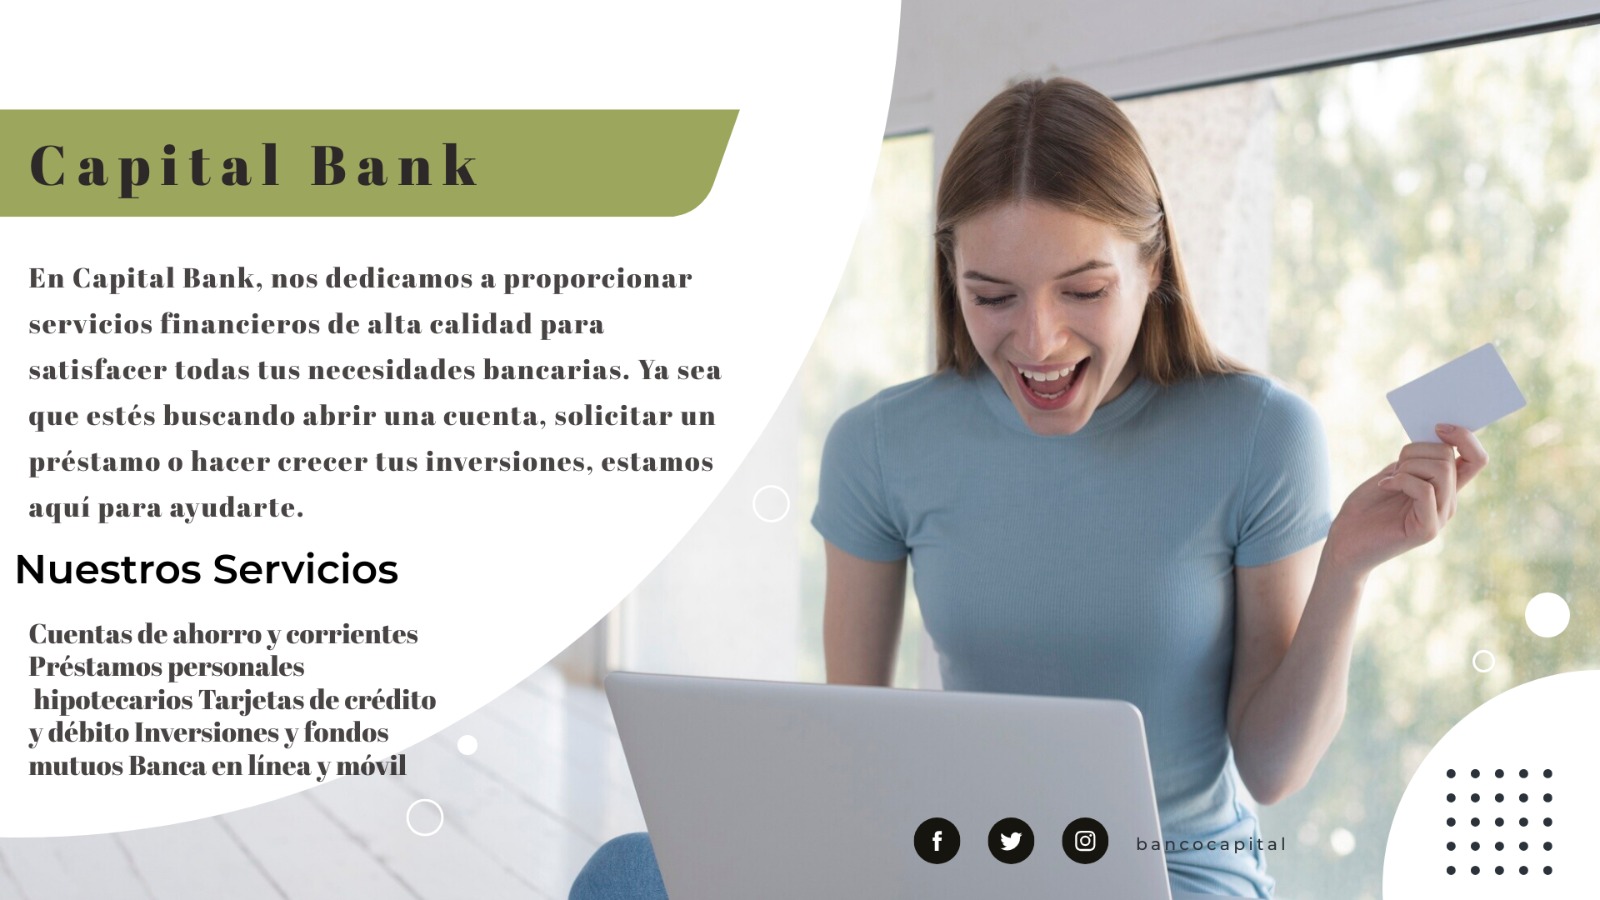 Capital Bank
En Capital Bank, nos dedicamos a proporcionar
servicios financieros de alta calidad para
satisfacer todas tus necesidades bancarias. Ya sea
que estés buscando abrir una cuenta, solicitar un
préstamo o hacer crecer tus inversiones, estamos
aquí para ayudarte.
Nuestros Servicios
Cuentas de ahorro y corrientes
Préstamos personales
hipotecarios Tarjetas de crédito
y débito Inversiones y fondos
mutuos Banca en línea y móvil
bancocapital